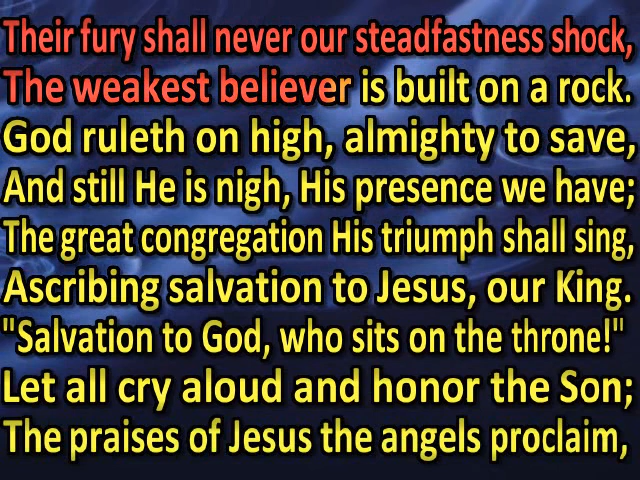 Their fury shall never our steadfastness shock,
The weakest believer is built on a rock.
God ruleth on high, almighty to save,
And still He is nigh, His presence we have;
The great congregation His triumph shall sing,
Ascribing salvation to Jesus, our King.
"Salvation to God, who sits on the throne!"
Let all cry aloud and honor the Son;
The praises of Jesus the angels proclaim,